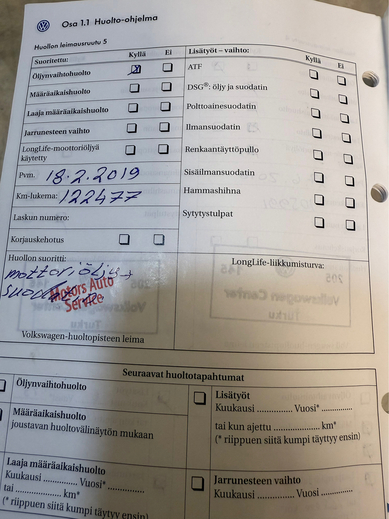 Osa 1.1 Huolto-ohjelma
Huollon leimausruutu 5
Suoritettu: Kyllä Ei
Öljynvaihtohuolto
Määräaikaishuolto
Laaja määräaikaishuolto
Jarrunesteen vaihto
LongLife-moottoriöljyä
käytetty
Pvm. 18.2.2019
Km-lukema: 122477
Laskun numero:
Korjauskehotus
Huollon suoritti:
moottoriöljy+
Motors Auto
Service
Volkswagen-huoltopisteen leima
Lisätyöt – vaihto: Kyllä Ei
ATF
DSG®: öljy ja suodatin
Polttoainesuodatin
Ilmansuodatin
Renkaantäyttöpullo
Sisäilmansuodatin
Hammashihna
Sytytystulpat
LongLife-liikkumisturva:
Seuraavat huoltotapahtumat
Öljynvaihtohuolto
Määräaikaishuolto
joustavan huoltovälinäytön mukaan
Laaja määräaikaishuolto
Kuukausi .............. Vuosi* ..............
tai .............. km*
(* riippuen siitä kumpi täyttyy ensin)
Lisätyöt
Kuukausi .............. Vuosi* ..............
tai kun ajettu .............. km*
(* riippuen siitä kumpi täyttyy ensin)
Jarrunesteen vaihto
Kuukausi .............. Vuosi ..............